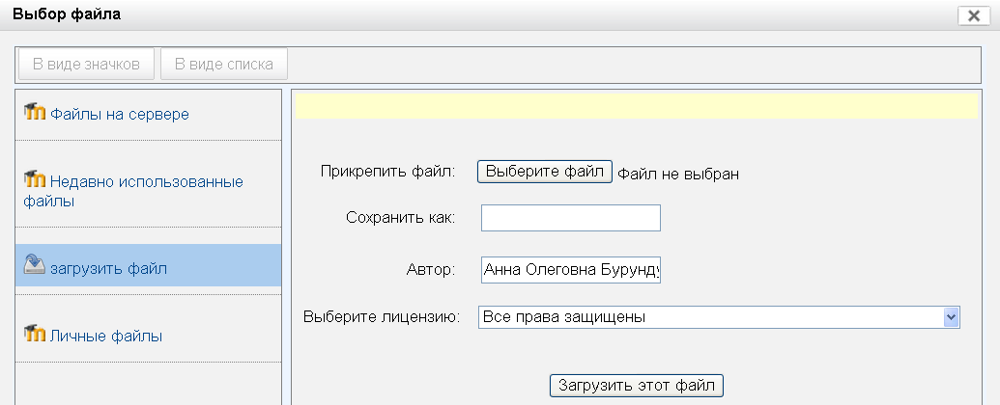 Выбор файла
В виде значков В виде списка
Файлы на сервере
Недавно использованные
файлы
загрузить файл
Личные файлы
Прикрепить файл: Выберите файл Файл не выбран
Сохранить как:
Автор: Анна Олеговна Бурунду
Выберите лицензию: Все права защищены
Загрузить этот файл